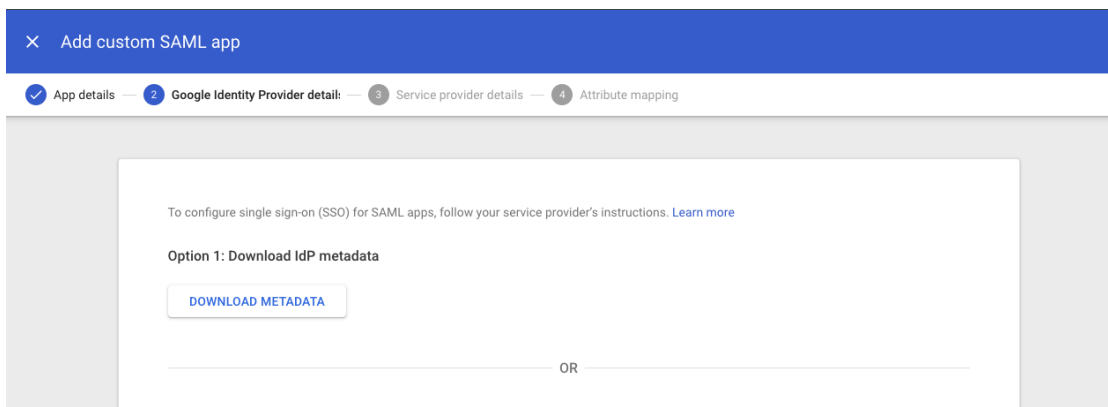 Add custom SAML app
App details 2 Google Identity Provider details 3 Service provider details 4 Attribute mapping
To configure single sign-on (SSO) for SAML apps, follow your service provider's instructions. Learn more
Option 1: Download IdP metadata
DOWNLOAD METADATA
OR